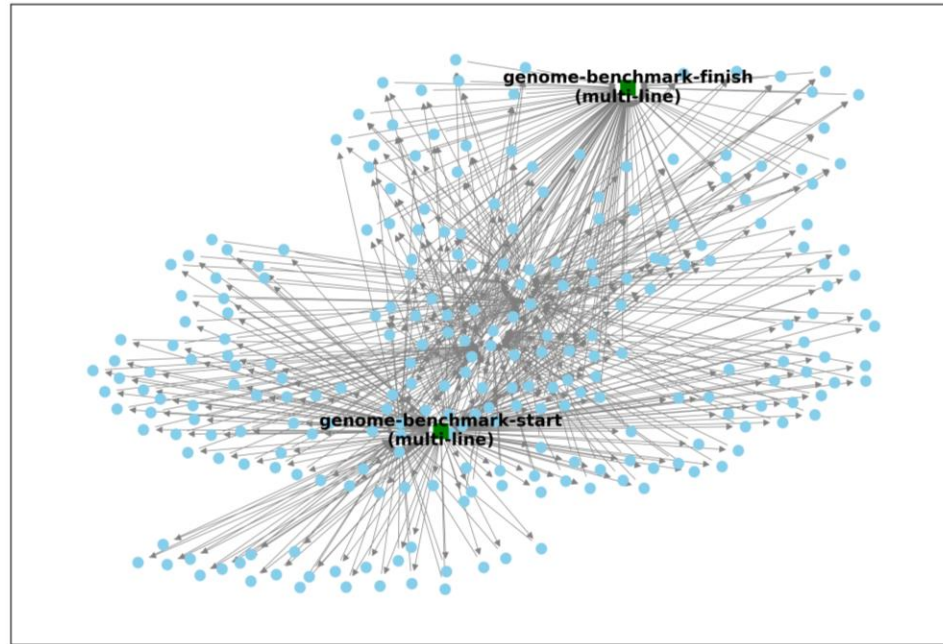 genome-benchmark-finish
(multi-line)
genome-benchmark-start
(multi-line)